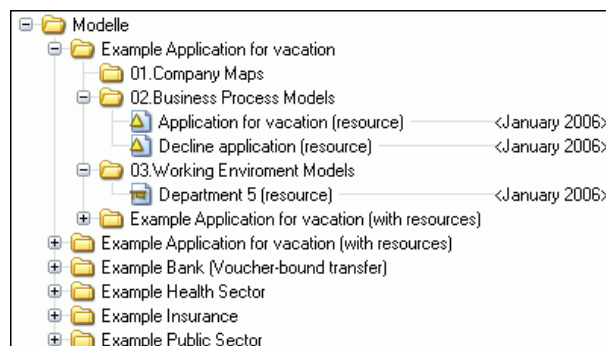 Modelle
Example Application for vacation
01.Company Maps
02.Business Process Models
Application for vacation (resource) <January 2006>
Decline application (resource) <January 2006>
03.Working Enviroment Models
Department 5 (resource) <January 2006>
Example Application for vacation (with resources)
Example Application for vacation (with resources)
Example Bank (Voucher-bound transfer)
Example Health Sector
Example Insurance
Example Public Sector